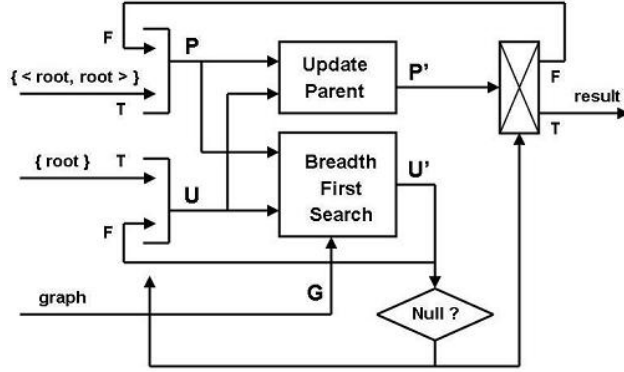 F
P
{ < root, root > }
T
Update
Parent
P'
F
result
T
{ root }
T
U
F
Breadth
First
Search
U'
graph
G
Null ?